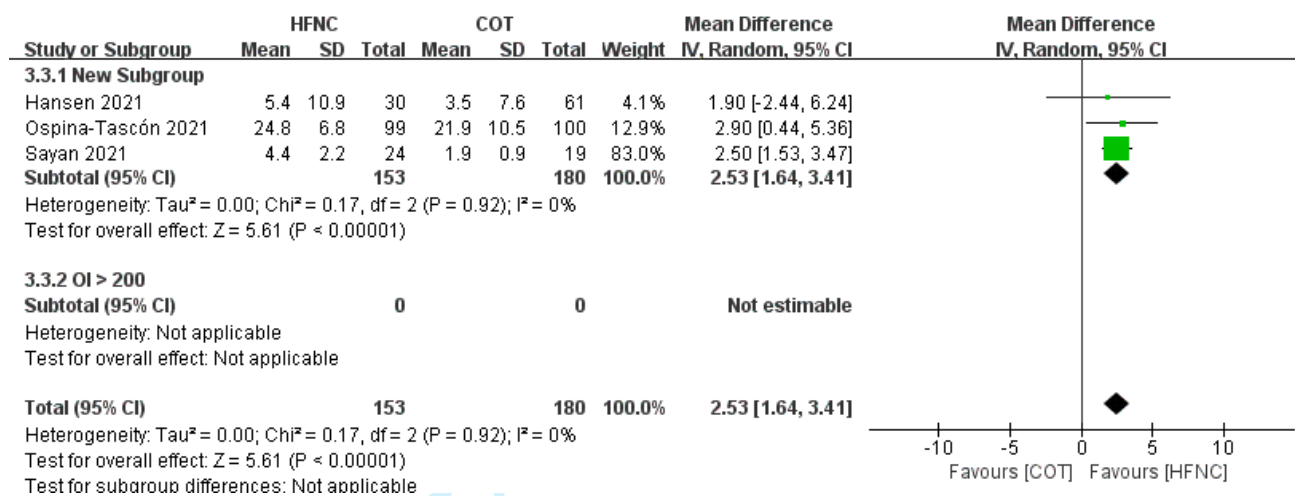 HFNC COT Mean Difference Mean Difference
Study or Subgroup Mean SD Total Mean SD Total Weight IV, Random, 95% CI IV, Random, 95% CI
3.3.1 New Subgroup
Hansen 2021 5.4 10.9 30 3.5 7.6 61 4.1% 1.90 [-2.44, 6.24]
Ospina-Tascón 2021 24.8 6.8 99 21.9 10.5 100 12.9% 2.90 [0.44, 5.36]
Sayan 2021 4.4 2.2 24 1.9 0.9 19 83.0% 2.50 [1.53, 3.47]
Subtotal (95% CI) 153 180 100.0% 2.53 [1.64, 3.41]
Heterogeneity: Tau² = 0.00; Chi² = 0.17, df = 2 (P = 0.92); I² = 0%
Test for overall effect: Z = 5.61 (P < 0.00001)
3.3.2 OI > 200
Subtotal (95% CI) 0 0 Not estimable
Heterogeneity: Not applicable
Test for overall effect: Not applicable
Total (95% CI) 153 180 100.0% 2.53 [1.64, 3.41]
Heterogeneity: Tau² = 0.00; Chi² = 0.17, df = 2 (P = 0.92); I² = 0%
Test for overall effect: Z = 5.61 (P < 0.00001)
Test for subgroup differences: Not applicable
-10 -5 0 5 10
Favours [COT] Favours [HFNC]